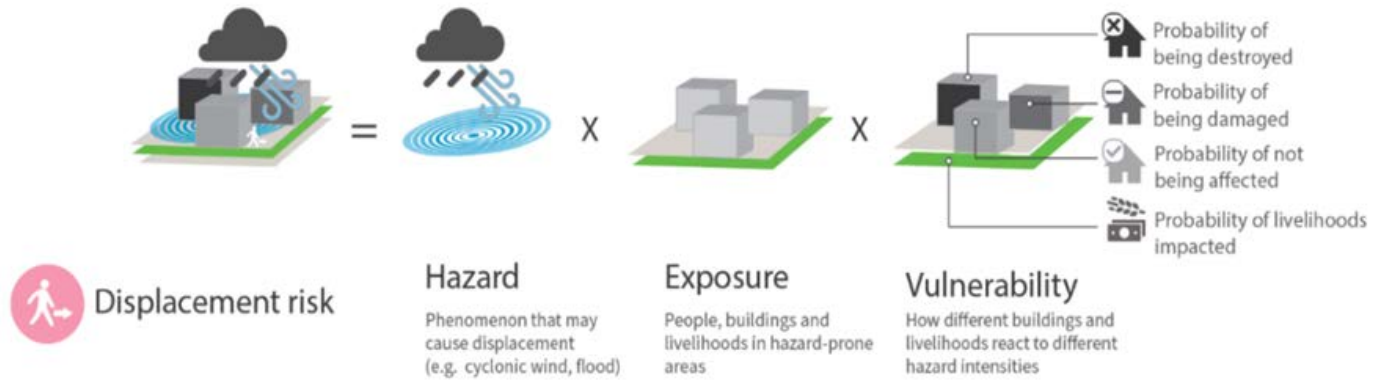 =
X
X
Probability of
being destroyed
Probability of
being damaged
Probability of not
being affected
Probability of livelihoods
impacted
Displacement risk
Hazard
Phenomenon that may
cause displacement
(e.g. cyclonic wind, flood)
Exposure
People, buildings and
livelihoods in hazard-prone
areas
Vulnerability
How different buildings and
livelihoods react to different
hazard intensities